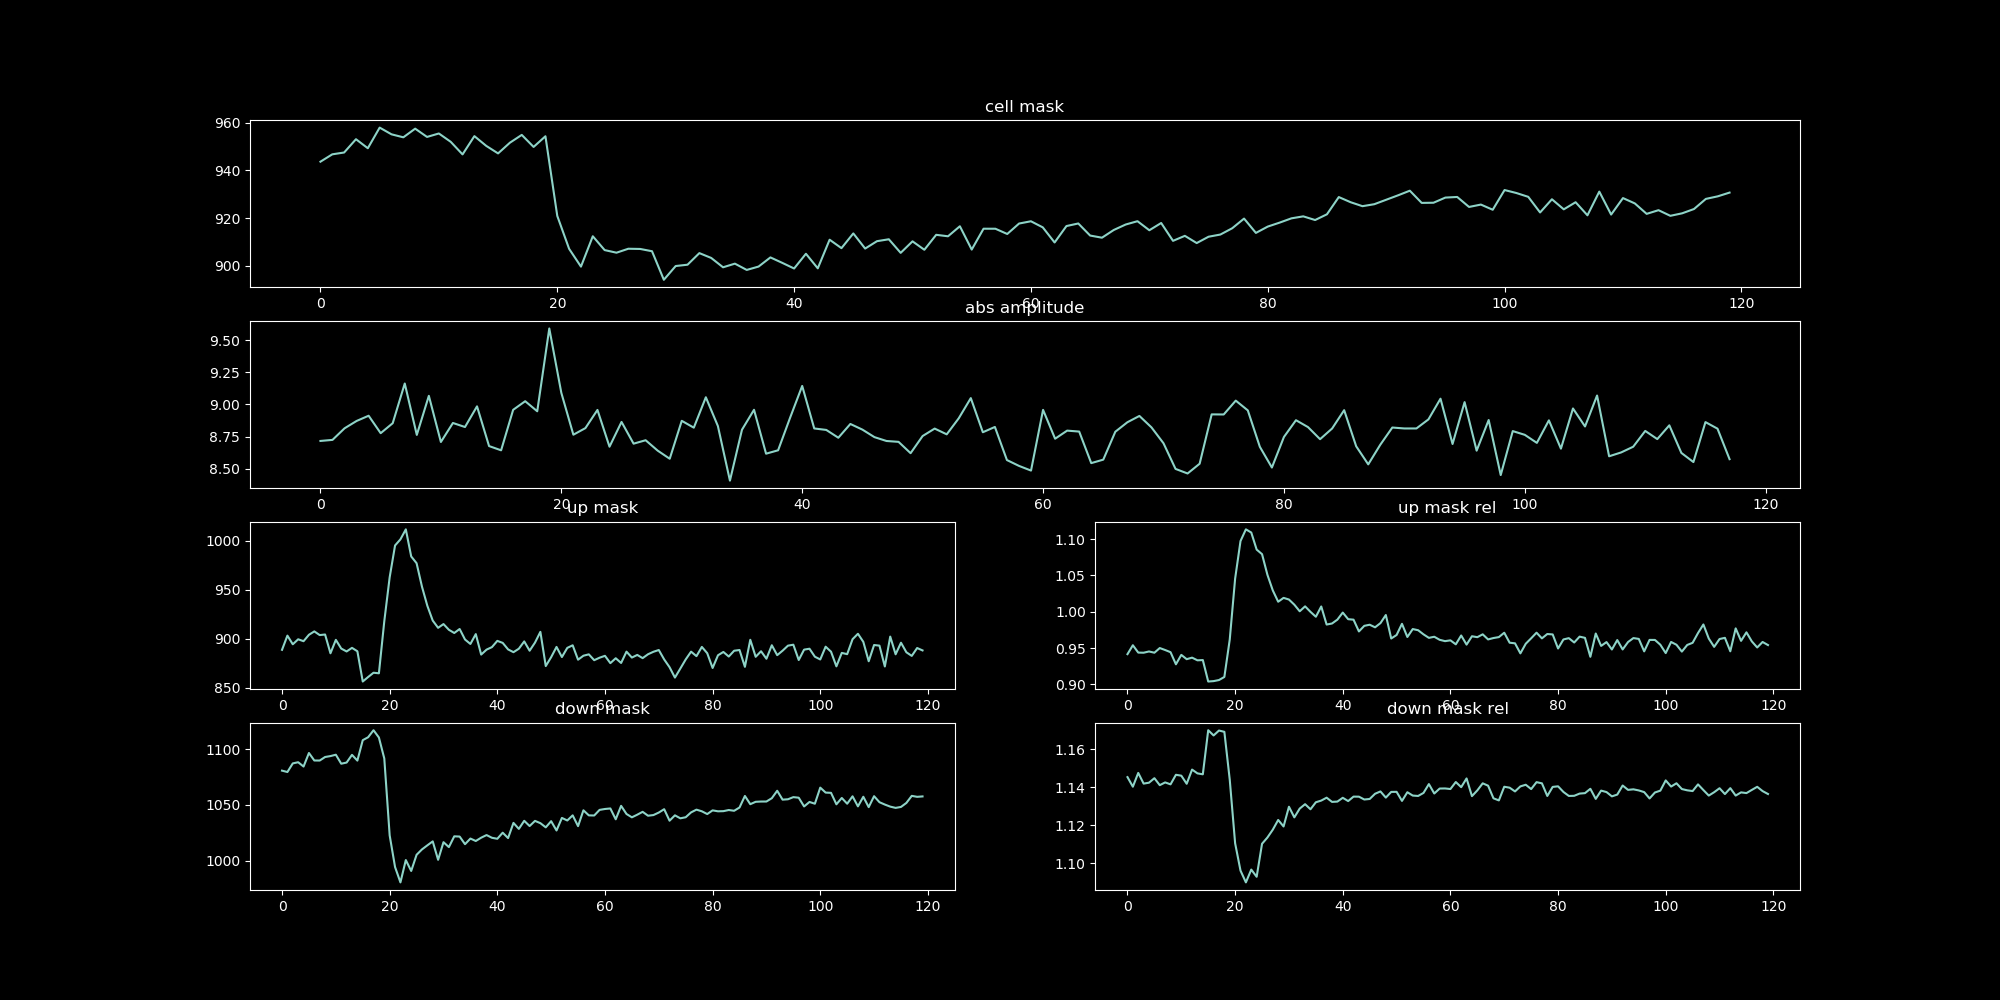 cell mask
960
940
920
900
0 20 40 60 80 100 120
abs amplitude
9.50
9.25
9.00
8.75
8.50
0 20 40 60 80 100 120
up mask
1000
950
900
850
0 20 40 60 80 100 120
up mask rel
1.10
1.05
1.00
0.95
0.90
0 20 40 60 80 100 120
down mask
1100
1050
1000
0 20 40 60 80 100 120
down mask rel
1.16
1.14
1.12
1.10
0 20 40 60 80 100 120